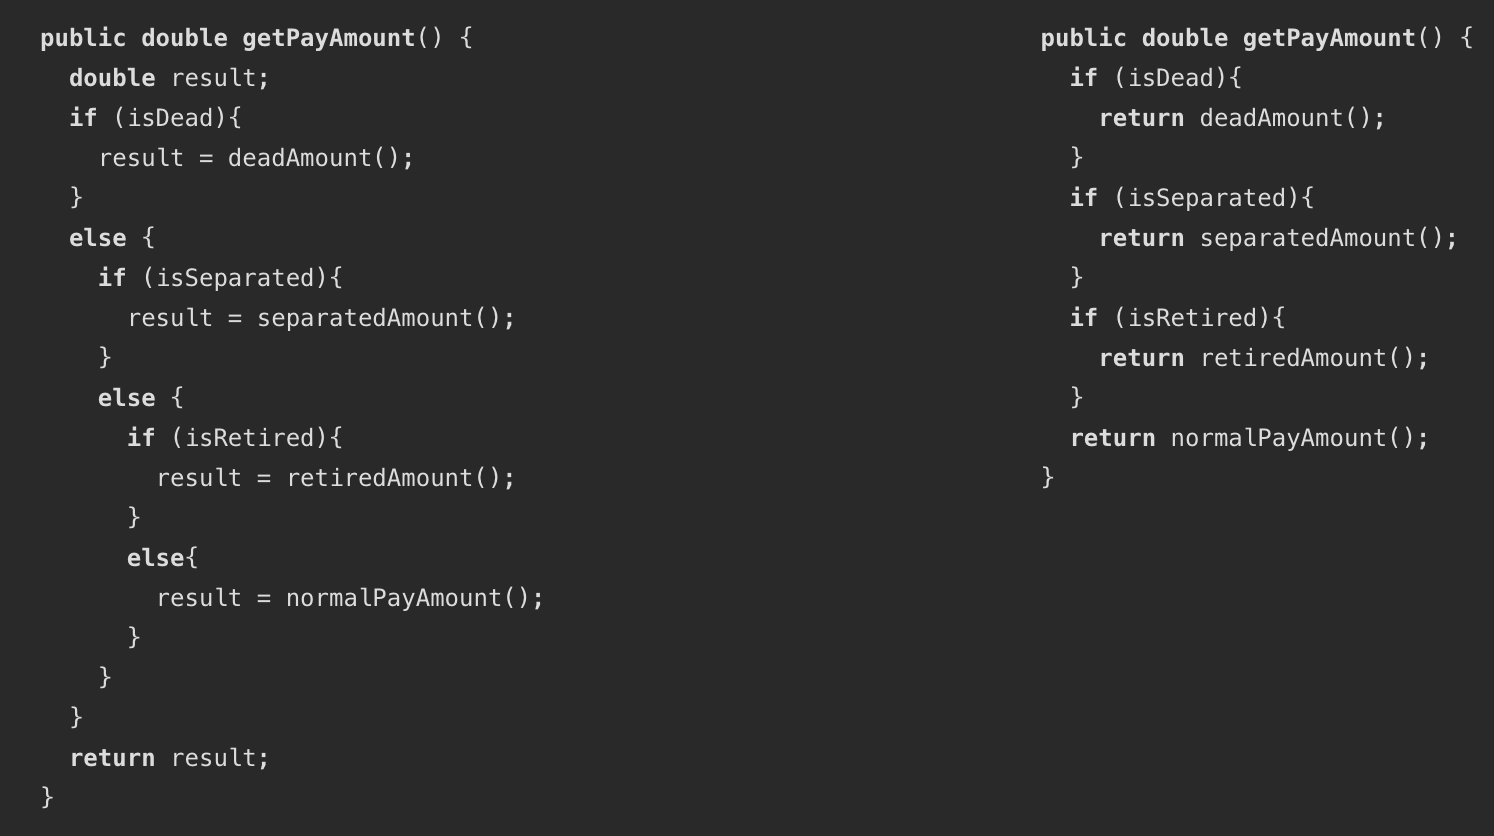 public double getPayAmount() {
  double result;
  if (isDead){
    result = deadAmount();
  }
  else {
    if (isSeparated){
      result = separatedAmount();
    }
    else {
      if (isRetired){
        result = retiredAmount();
      }
      else{
        result = normalPayAmount();
      }
    }
  }
  return result;
}
public double getPayAmount() {
  if (isDead){
    return deadAmount();
  }
  if (isSeparated){
    return separatedAmount();
  }
  if (isRetired){
    return retiredAmount();
  }
  return normalPayAmount();
}